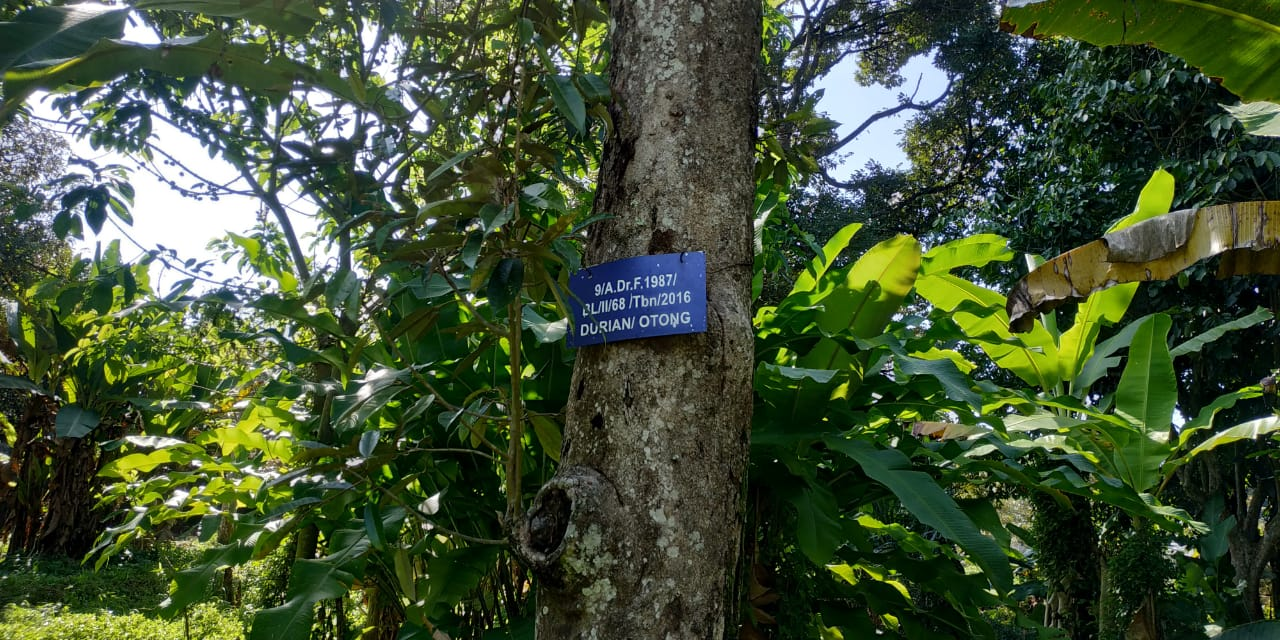 9/A.Dr.F.1987/
BL/II/68 /Tbn/2016
DURIAN/ OTONG